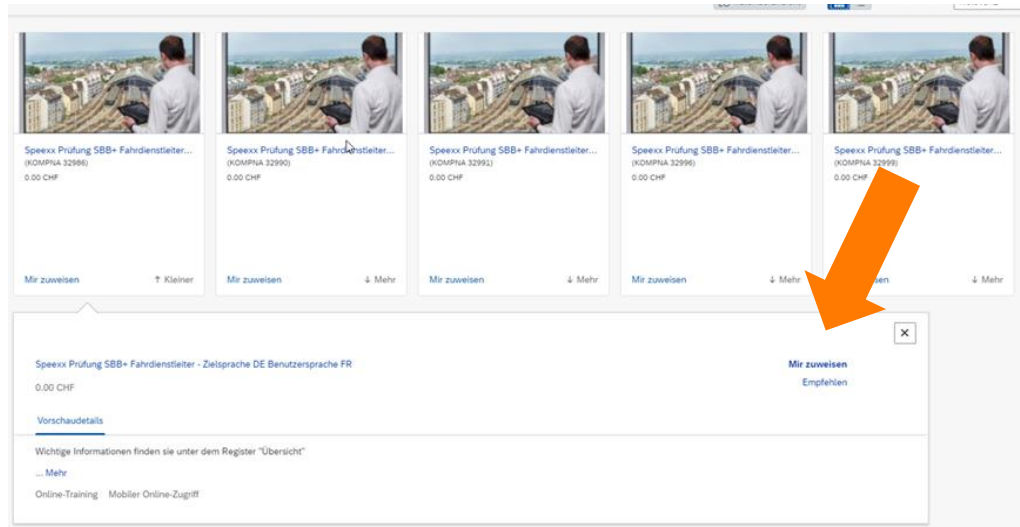 Speexx Prüfung SBB+ Fahrdienstleiter...
(KOMPNA 32986)
0.00 CHF
Mir zuweisen
↑ Kleiner
Speexx Prüfung SBB+ Fahrdienstleiter...
(KOMPNA 32990)
0.00 CHF
Mir zuweisen
↓ Mehr
Speexx Prüfung SBB+ Fahrdienstleiter...
(KOMPNA 32991)
0.00 CHF
Mir zuweisen
↓ Mehr
Speexx Prüfung SBB+ Fahrdienstleiter...
(KOMPNA 32996)
0.00 CHF
Mir zuweisen
↓ Mehr
Speexx Prüfung SBB+ Fahrdienstleiter...
(KOMPNA 32999)
0.00 CHF
↓ Mehr
Speexx Prüfung SBB+ Fahrdienstleiter - Zielsprache DE Benutzersprache FR
0.00 CHF
Mir zuweisen
Empfehlen
Vorschaudetails
Wichtige Informationen finden sie unter dem Register "Übersicht"
... Mehr
Online-Training Mobiler Online-Zugriff